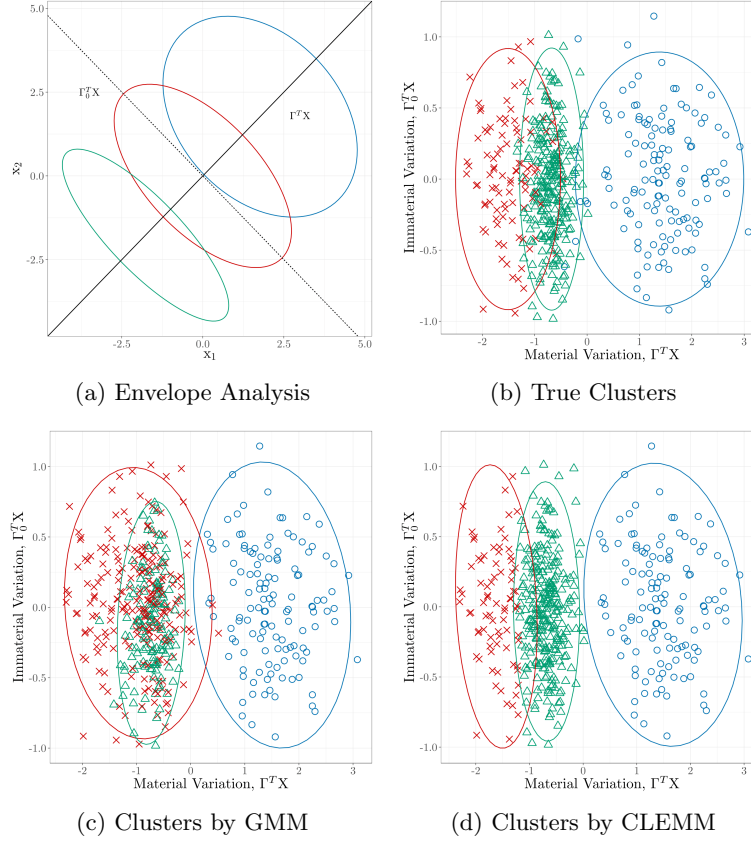 5.0
2.5
0.0
-2.5
x₂
Γ₀ᵀX
ΓᵀX
-2.5 0.0 2.5 5.0
x₁
(a) Envelope Analysis
1.0
0.5
0.0
-0.5
-1.0
Immaterial Variation, Γ₀ᵀX
-2 -1 0 1 2 3
Material Variation, ΓᵀX
(b) True Clusters
1.0
0.5
0.0
-0.5
-1.0
Immaterial Variation, Γ₀ᵀX
-2 -1 0 1 2 3
Material Variation, ΓᵀX
(c) Clusters by GMM
1.0
0.5
0.0
-0.5
-1.0
Immaterial Variation, Γ₀ᵀX
-2 -1 0 1 2 3
Material Variation, ΓᵀX
(d) Clusters by CLEMM